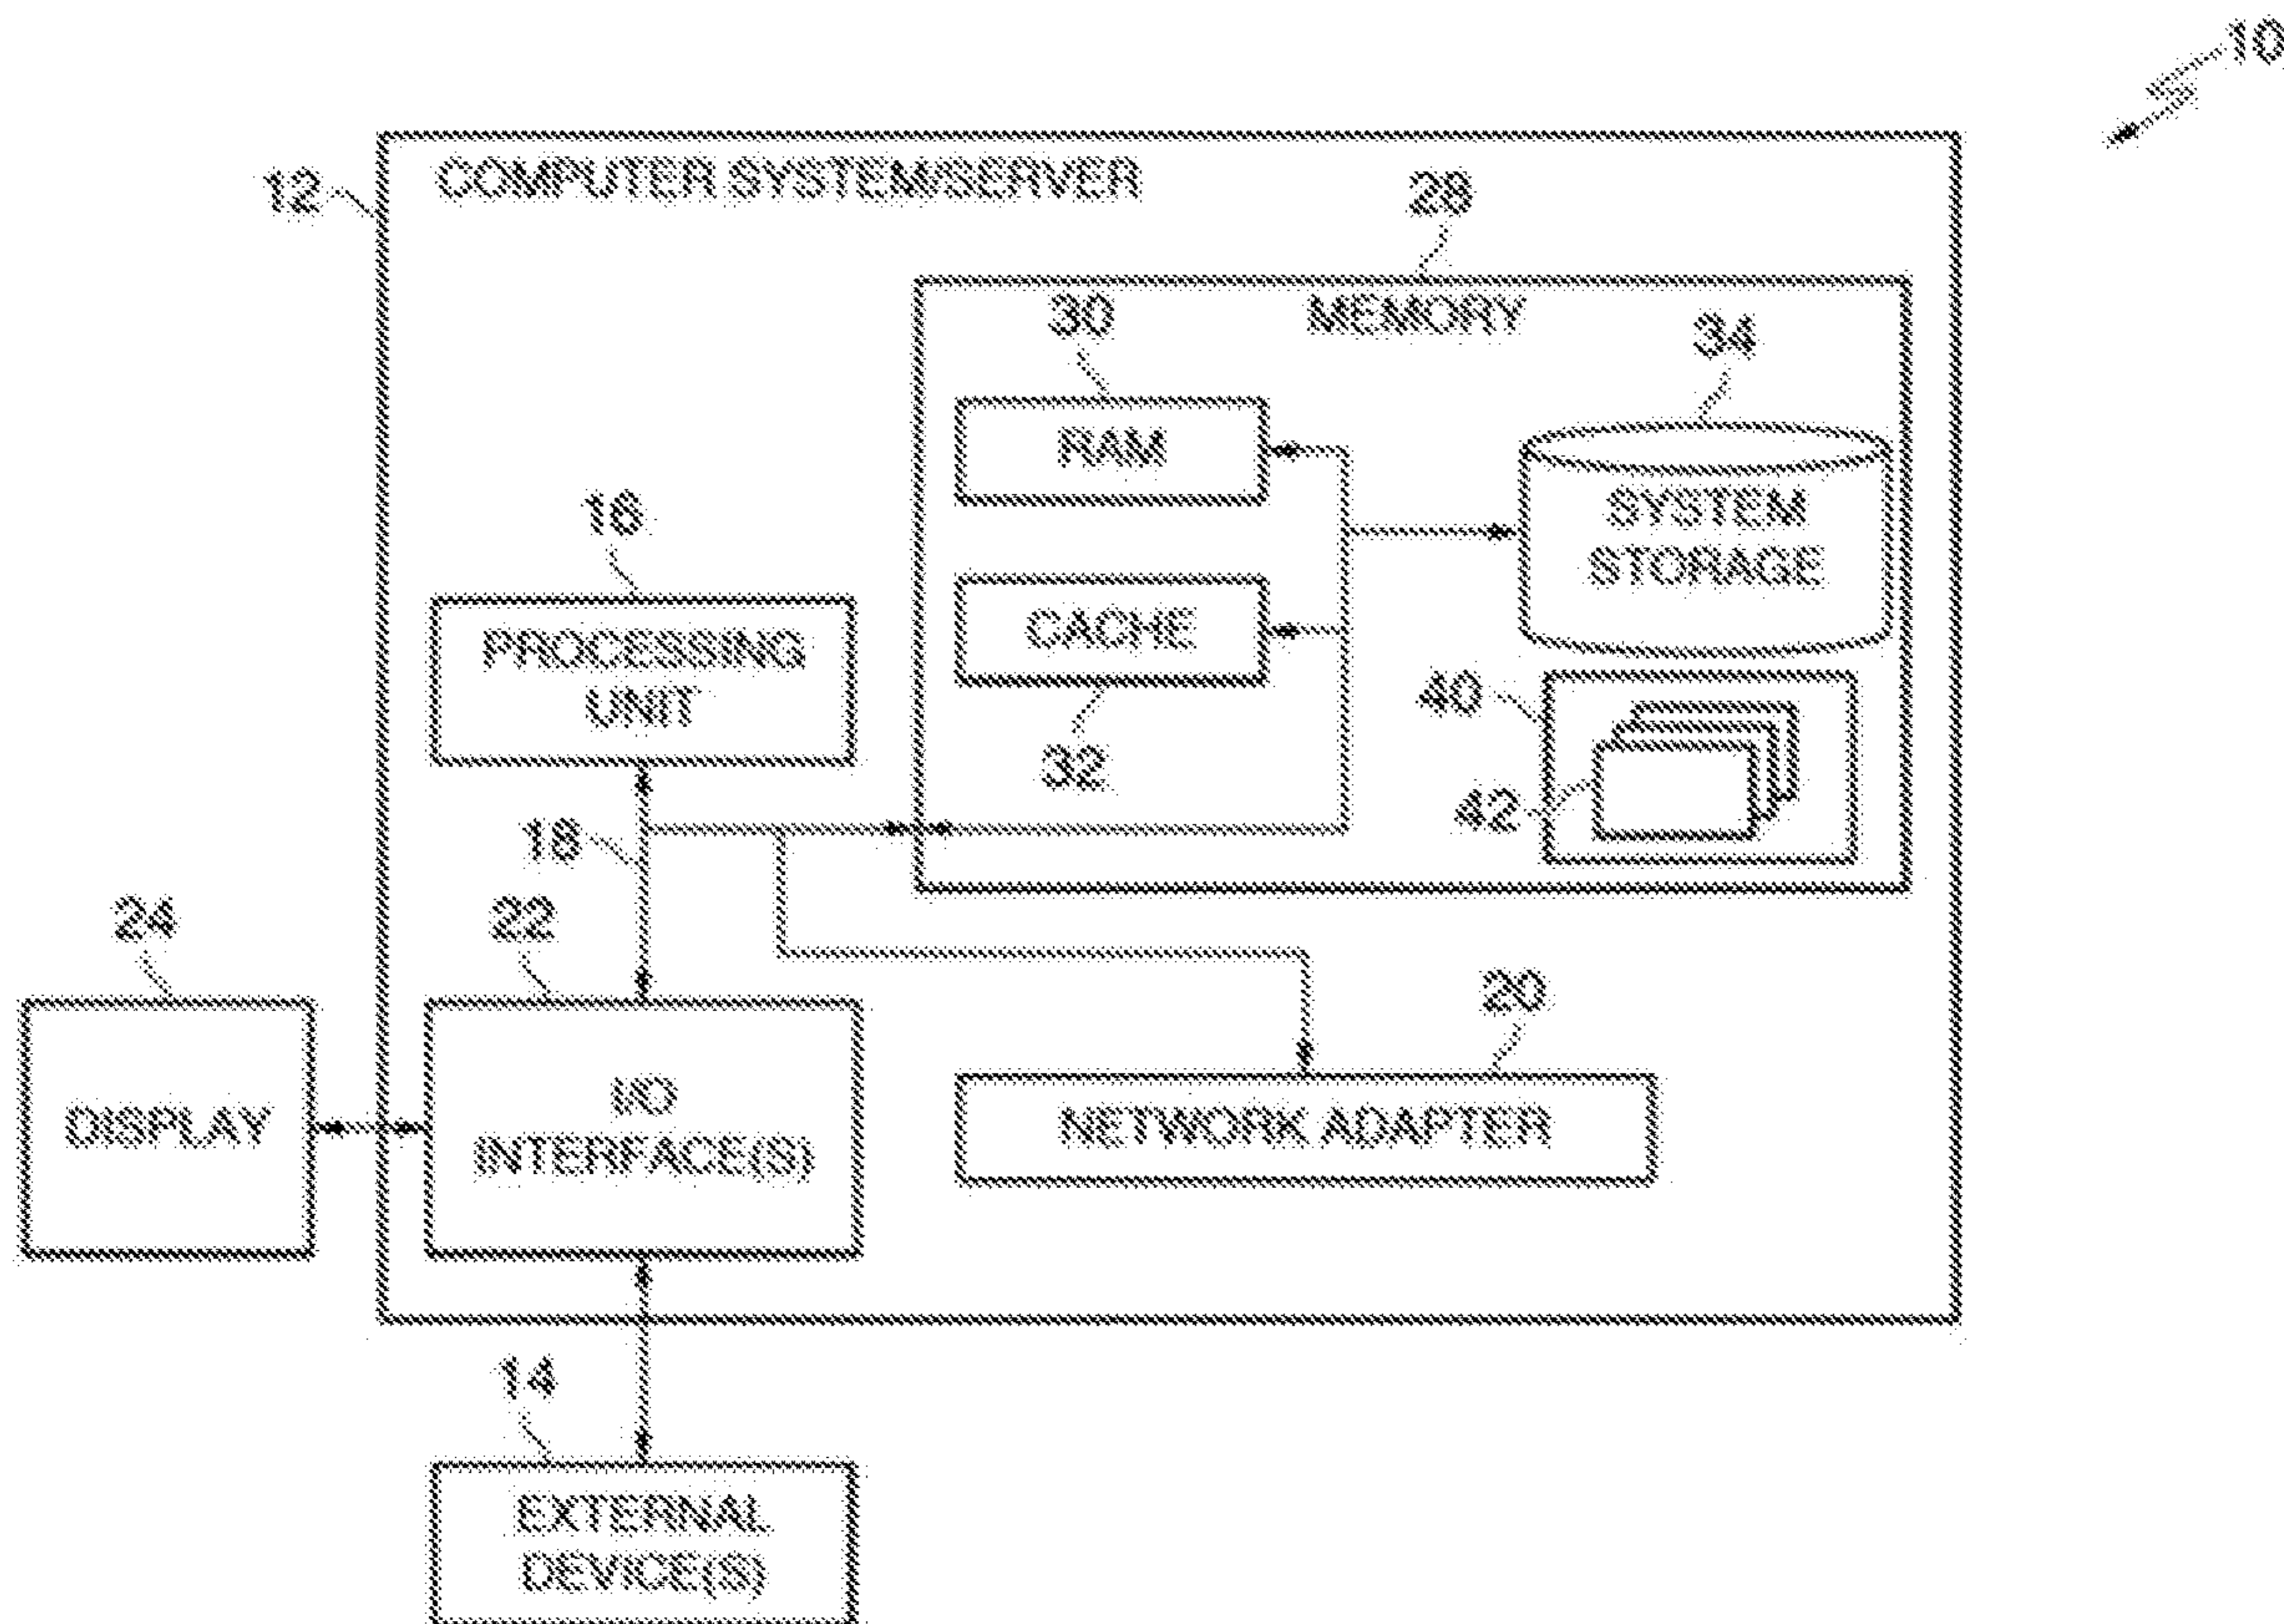 10
12
COMPUTER SYSTEM/SERVER
28
MEMORY
30
34
RAM
SYSTEM
STORAGE
16
PROCESSING
UNIT
CACHE
32
40
42
18
24
22
20
DISPLAY
I/O
INTERFACE(S)
NETWORK ADAPTER
14
EXTERNAL
DEVICE(S)